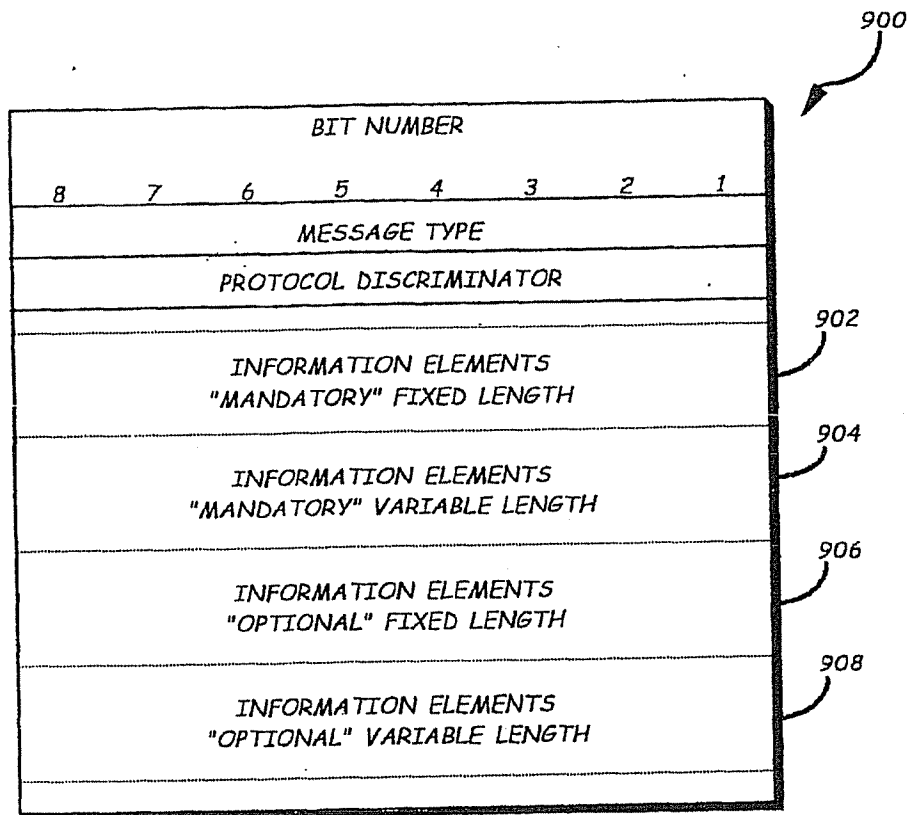 900
BIT NUMBER
8 7 6 5 4 3 2 1
MESSAGE TYPE
PROTOCOL DISCRIMINATOR
902
INFORMATION ELEMENTS
"MANDATORY" FIXED LENGTH
904
INFORMATION ELEMENTS
"MANDATORY" VARIABLE LENGTH
906
INFORMATION ELEMENTS
"OPTIONAL" FIXED LENGTH
908
INFORMATION ELEMENTS
"OPTIONAL" VARIABLE LENGTH